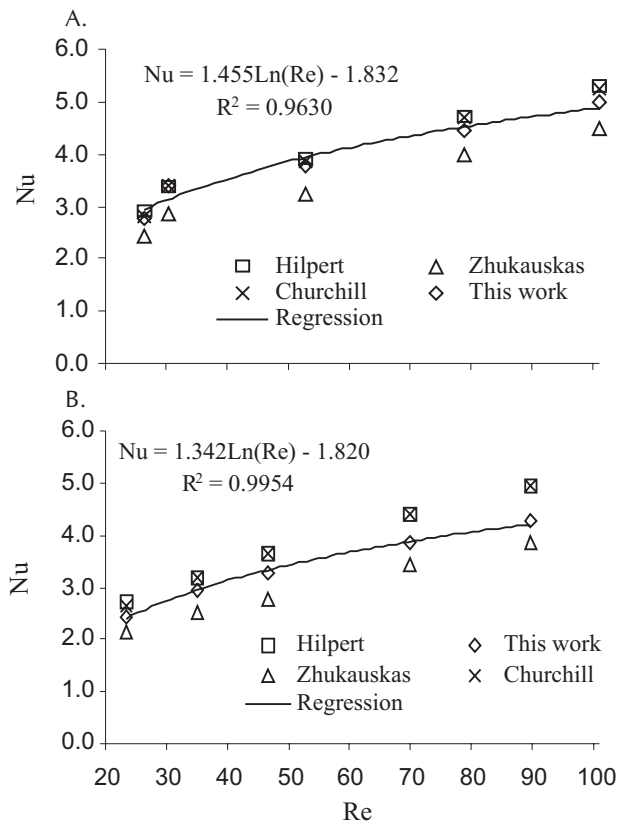 A.
6.0
Nu = 1.455Ln(Re) - 1.832
R² = 0.9630
5.0
4.0
Nu
3.0
2.0
Hilpert Zhukauskas
Churchill This work
1.0
Regression
0.0
B.
6.0
Nu = 1.342Ln(Re) - 1.820
R² = 0.9954
5.0
4.0
Nu
3.0
2.0
Hilpert This work
Zhukauskas Churchill
1.0
Regression
0.0
20 30 40 50 60 70 80 90 100
Re